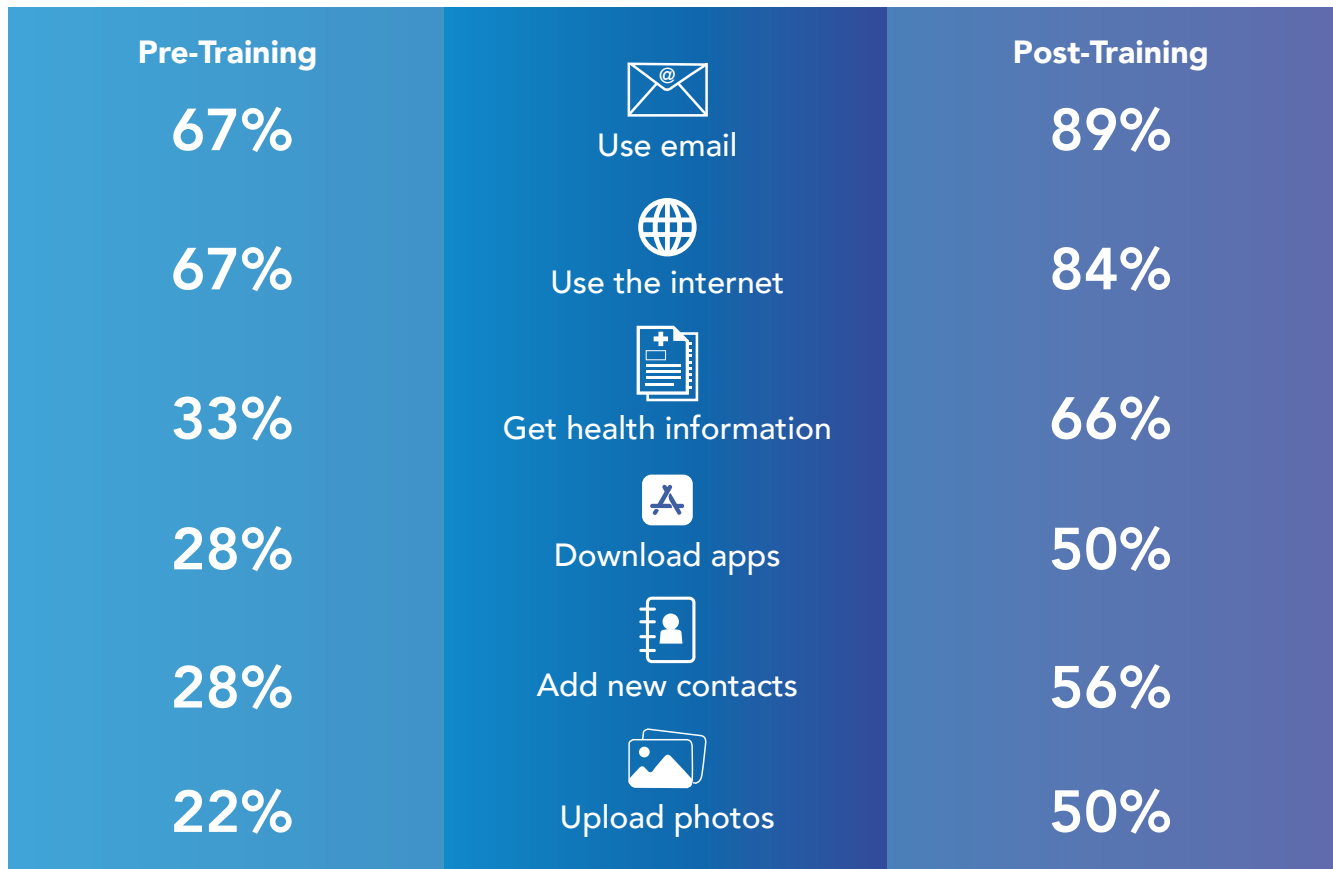 Pre-Training
Post-Training
67%
@
Use email
89%
67%
Use the internet
84%
33%
Get health information
66%
28%
Download apps
50%
28%
Add new contacts
56%
22%
Upload photos
50%